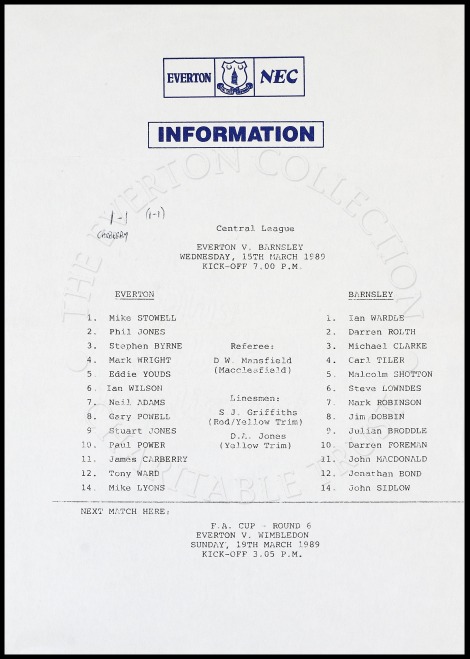 EVERTON NEC
INFORMATION
THE EVERTON COLLECTION
CHARITABLE TRUST
1-1 (1-1)
CARBERRY
Central League
EVERTON V. BARNSLEY
WEDNESDAY, 15TH MARCH 1989
KICK-OFF 7.00 P.M.
EVERTON
1. Mike STOWELL
2. Phil JONES
3. Stephen BYRNE
4. Mark WRIGHT
5. Eddie YOUDS
6. Ian WILSON
7. Neil ADAMS
8. Gary POWELL
9. Stuart JONES
10. Paul POWER
11. James CARBERRY
12. Tony WARD
14. Mike LYONS
Referee:
D.W. Mansfield
(Macclesfield)
Linesmen:
S.J. Griffiths
(Red/Yellow Trim)
D.A. Jones
(Yellow Trim)
BARNSLEY
1. Ian WARDLE
2. Darren ROLTH
3. Michael CLARKE
4. Carl TILER
5. Malcolm SHOTTON
6. Steve LOWNDES
7. Mark ROBINSON
8. Jim DOBBIN
9. Julian BRODDLE
10. Darren FOREMAN
11. John MACDONALD
12. Jonathan BOND
14. John SIDLOW
NEXT MATCH HERE:
F.A. CUP - ROUND 6
EVERTON V. WIMBLEDON
SUNDAY, 19TH MARCH 1989
KICK-OFF 3.05 P.M.